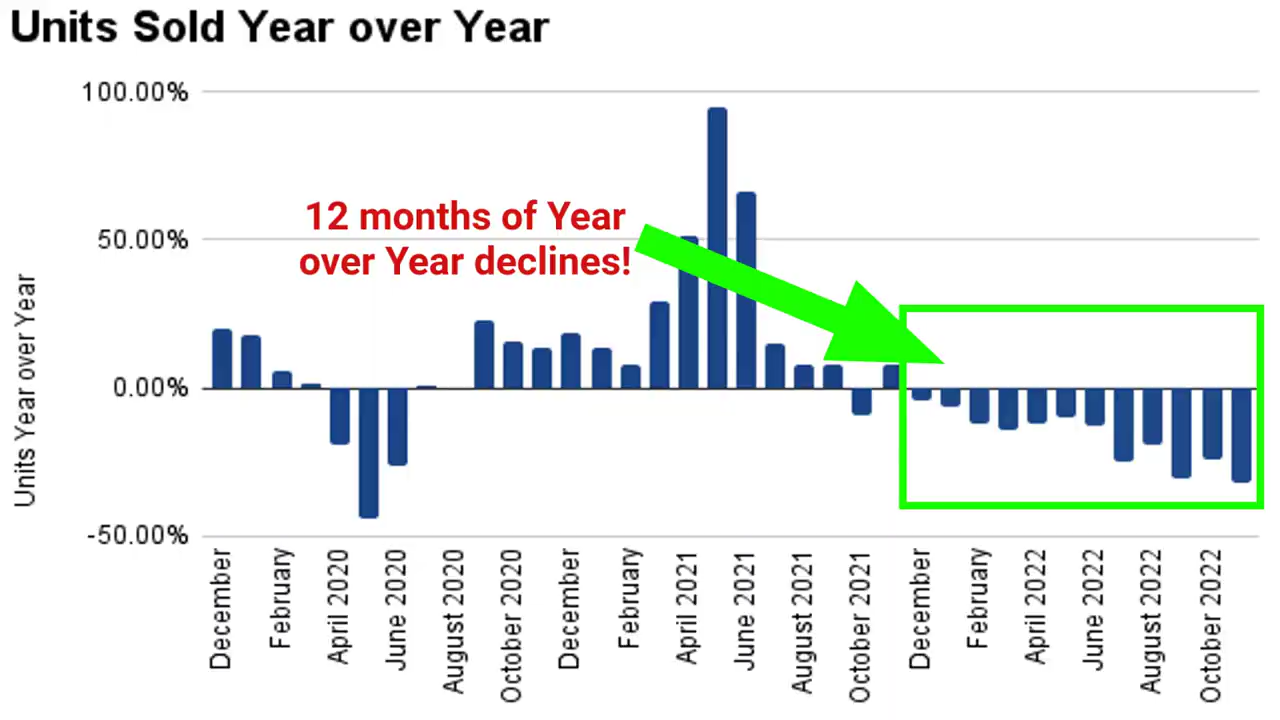 Units Sold Year over Year
100.00%
50.00%
0.00%
-50.00%
Units Year over Year
12 months of Year
over Year declines!
December
February
April 2020
June 2020
August 2020
October 2020
December
February
April 2021
June 2021
August 2021
October 2021
December
February
April 2022
June 2022
August 2022
October 2022